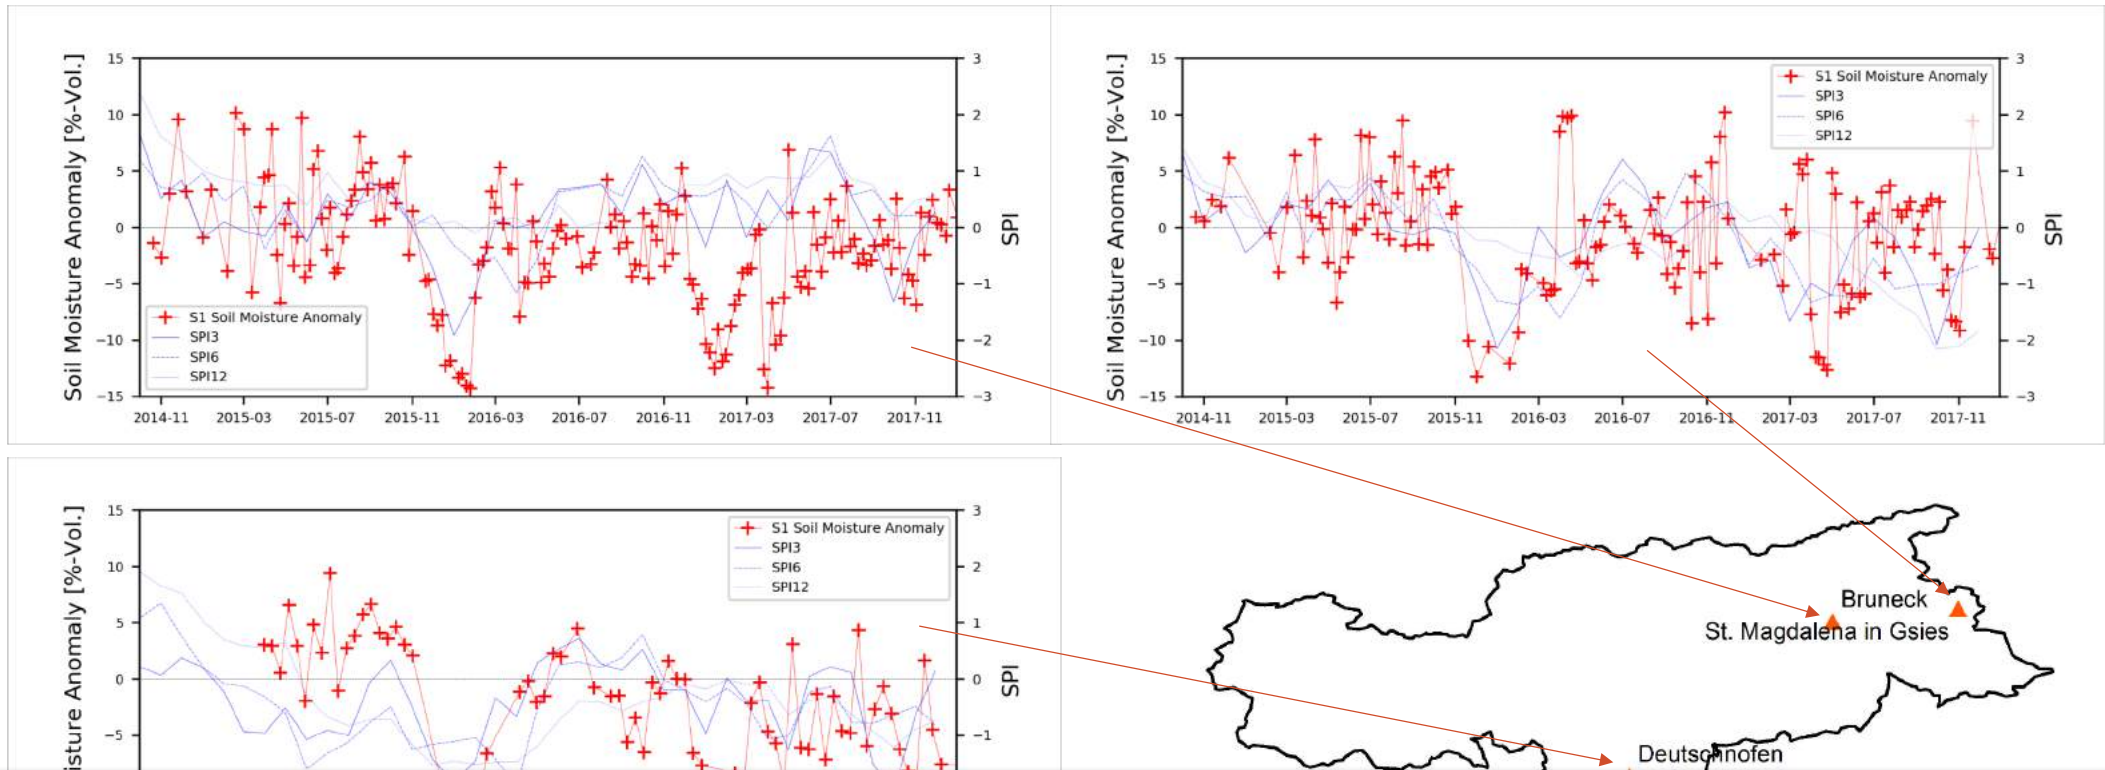 Soil Moisture Anomaly [%-Vol.]
15
10
5
0
−5
−10
−15
S1 Soil Moisture Anomaly
SPI3
SPI6
SPI12
2014-11 2015-03 2015-07 2015-11 2016-03 2016-07 2016-11 2017-03 2017-07 2017-11
3
2
1
0
−1
−2
−3
SPI
Soil Moisture Anomaly [%-Vol.]
15
10
5
0
−5
−10
−15
S1 Soil Moisture Anomaly
SPI3
SPI6
SPI12
2014-11 2015-03 2015-07 2015-11 2016-03 2016-07 2016-11 2017-03 2017-07 2017-11
3
2
1
0
−1
−2
−3
SPI
isture Anomaly [%-Vol.]
15
10
5
0
−5
S1 Soil Moisture Anomaly
SPI3
SPI6
SPI12
3
2
1
0
−1
SPI
Bruneck
St. Magdalena in Gsies
Deutschnofen